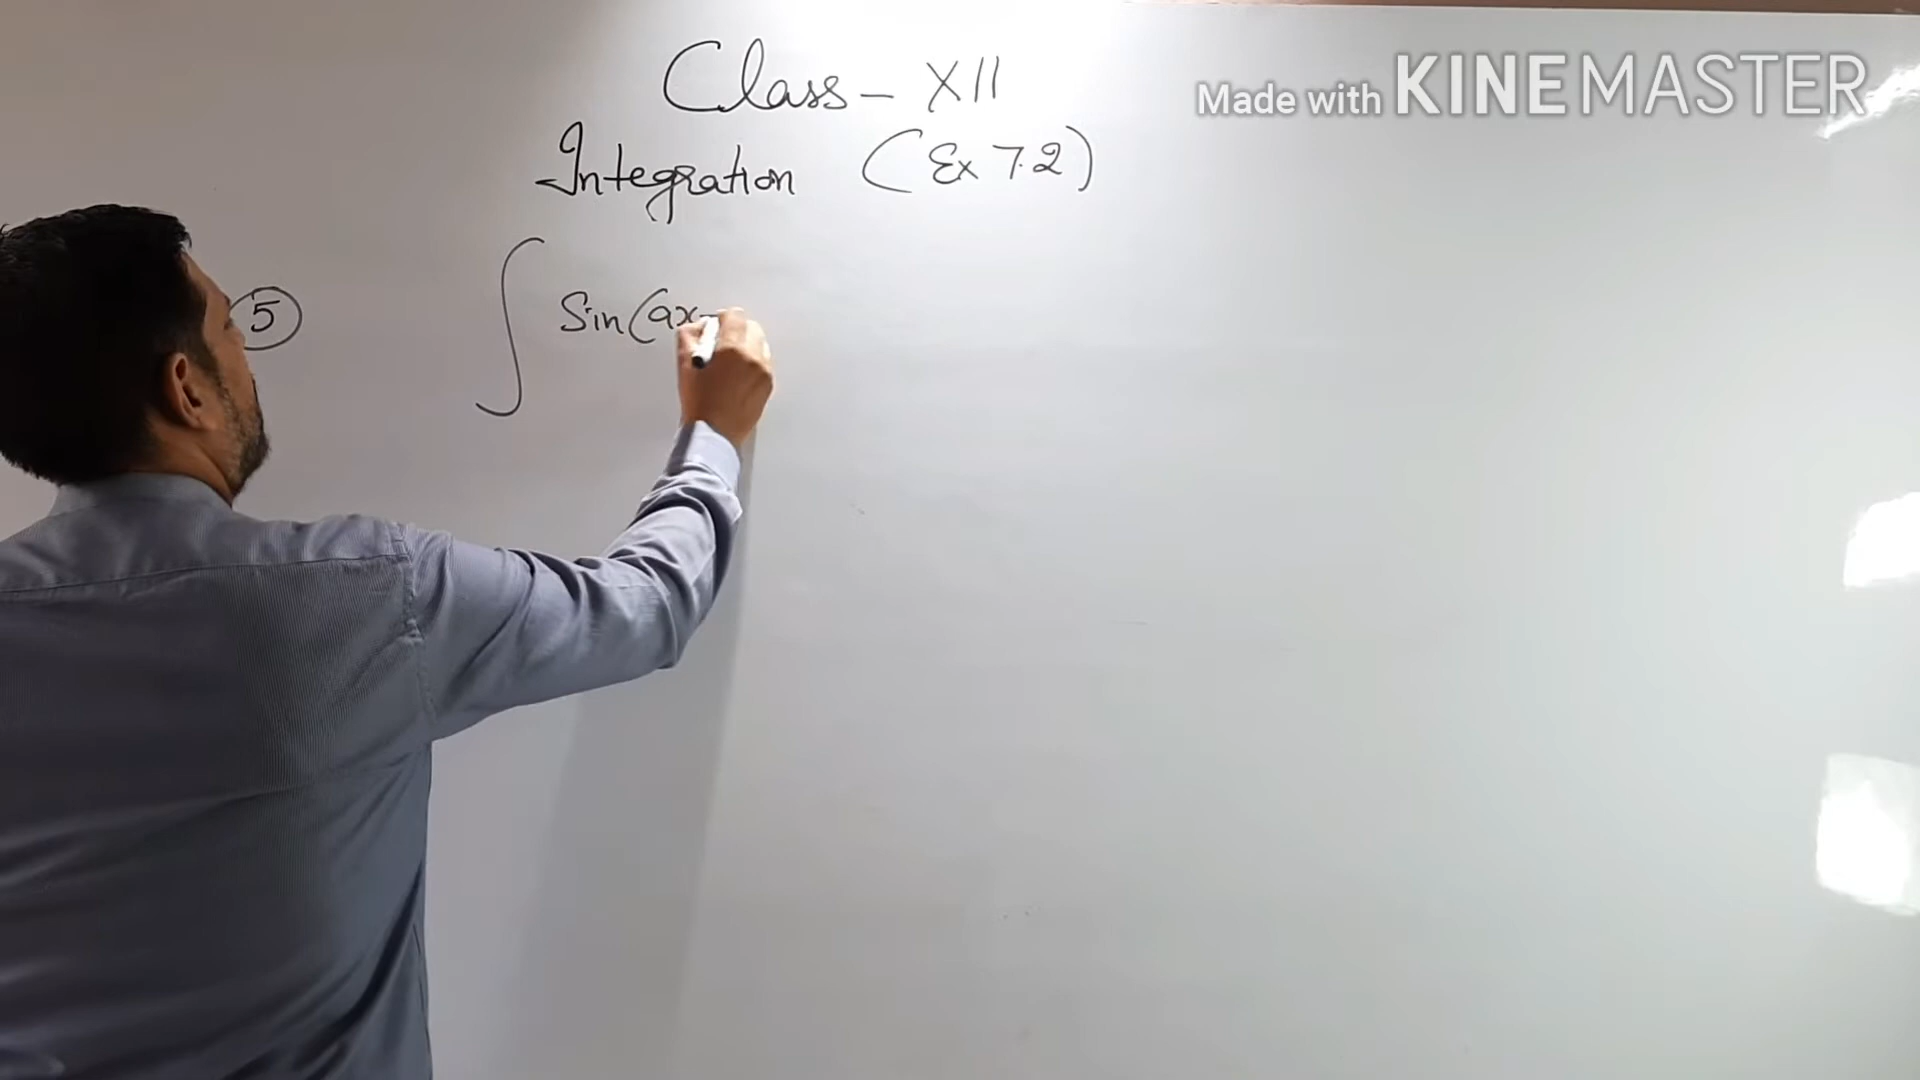 Class - XII
Made with KINEMASTER
Integration (Ex 7.2)
5 ∫ Sin(ax